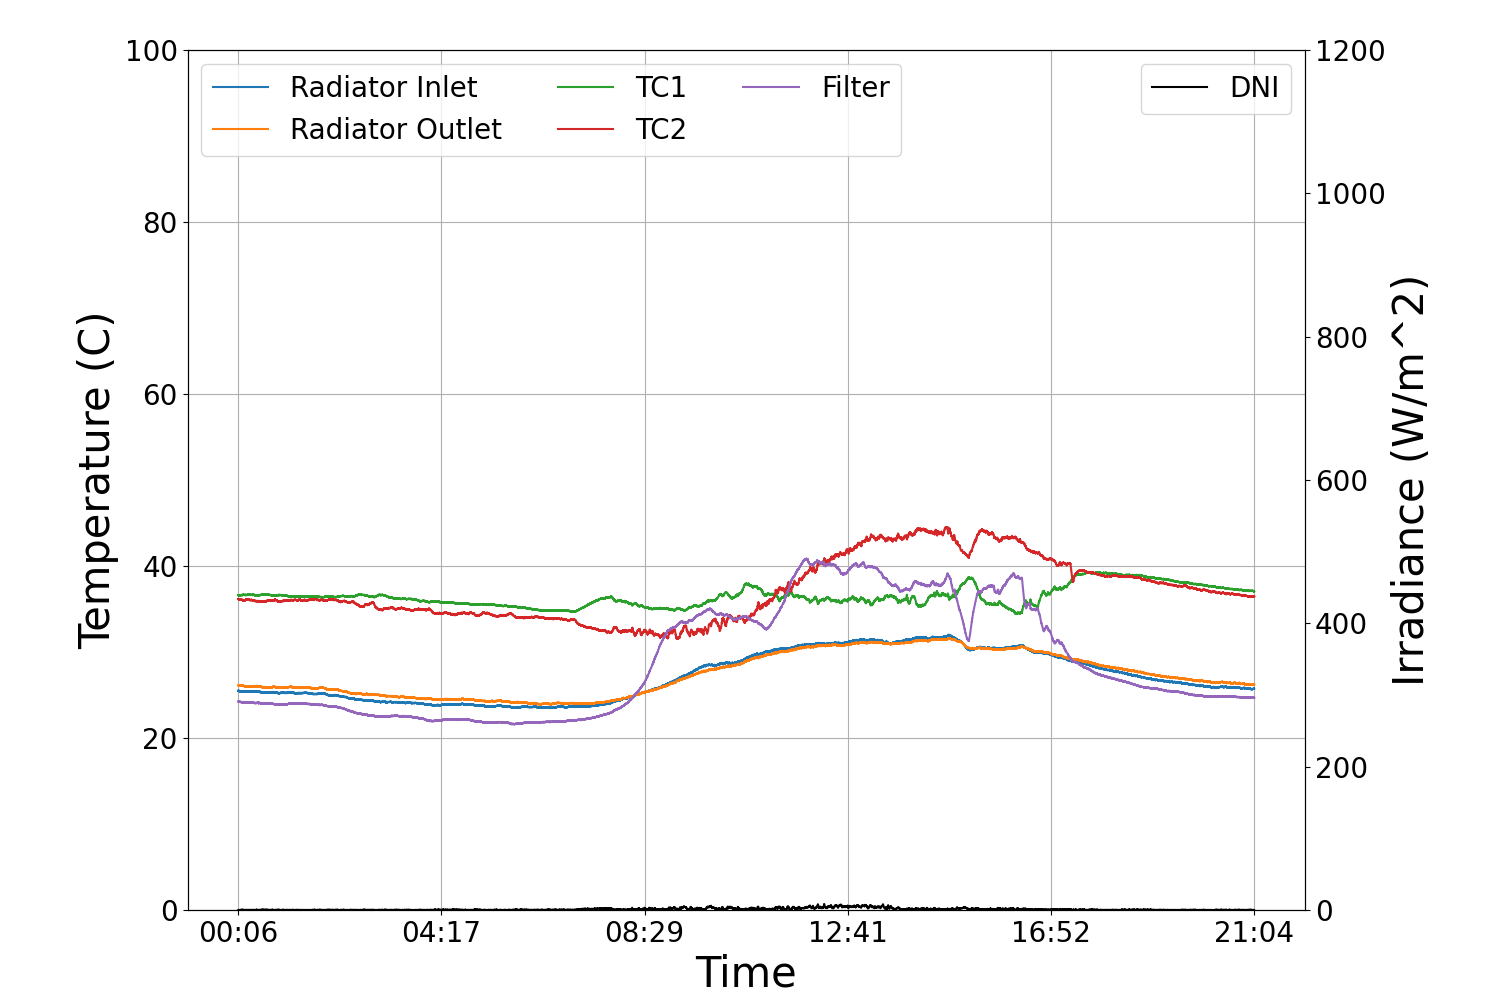 Radiator Inlet
Radiator Outlet
TC1
TC2
Filter
DNI
Temperature (C)
100
80
60
40
20
0
Irradiance (W/m^2)
1200
1000
800
600
400
200
0
00:06 04:17 08:29 12:41 16:52 21:04
Time